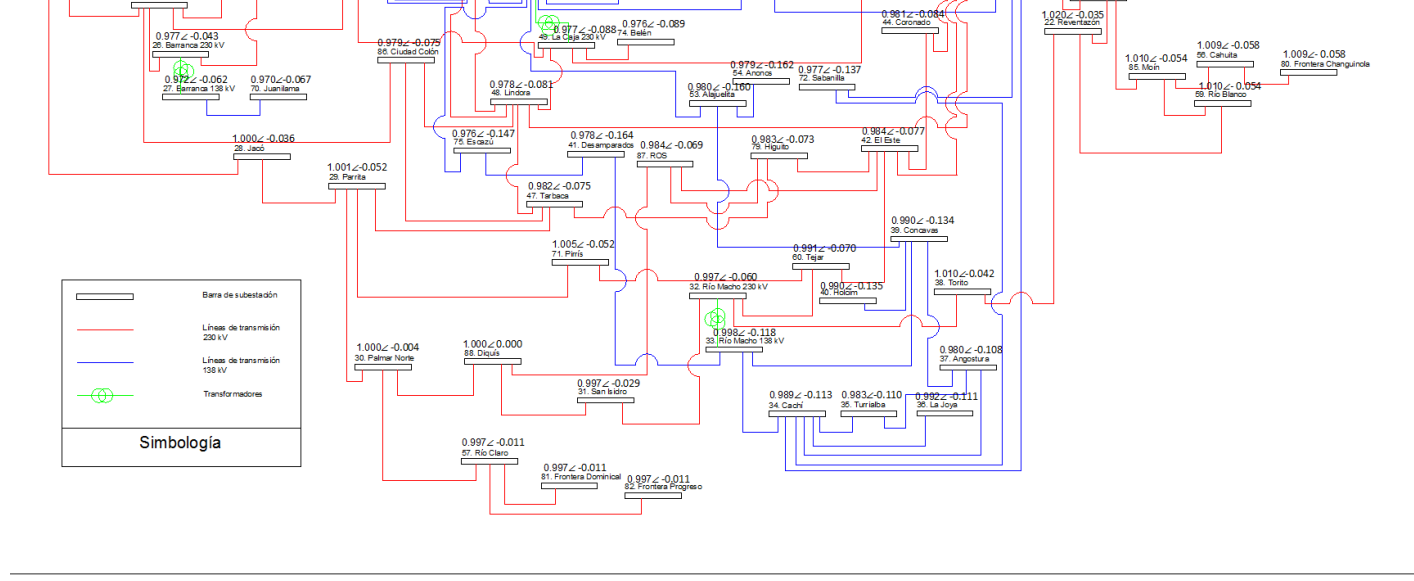 0.981∠ -0.084
44. Coronado
1.020∠ -0.035
22. Reventazón
0.977∠ -0.043
26. Barranca 230 kV
0.979∠ -0.075
86. Ciudad Colón
0.977∠ -0.088
49. La Caja 230 kV
0.976∠ -0.089
74. Belén
1.009∠ -0.058
56. Cahuita
1.009∠ -0.058
80. Frontera Changuinola
1.010∠ -0.054
85. Moín
0.979∠ -0.162
54. Anonos
0.977∠ -0.137
72. Sabanilla
0.972∠ -0.062
27. Barranca 138 kV
0.970∠ -0.067
70. Juanilama
0.978∠ -0.081
48. Lindora
0.980∠ -0.160
53. Alajuelita
1.010∠ -0.054
59. Río Blanco
1.000∠ -0.036
28. Jacó
0.976∠ -0.147
75. Escazú
0.978∠ -0.164
41. Desamparados
0.984∠ -0.069
87. ROS
0.983∠ -0.073
79. Higuito
0.984∠ -0.077
42. El Este
1.001∠ -0.052
29. Parrita
0.982∠ -0.075
47. Tarbaca
0.990∠ -0.134
39. Concavas
1.005∠ -0.052
71. Pirrís
0.991∠ -0.070
60. Tejar
0.997∠ -0.060
32. Río Macho 230 kV
0.990∠ -0.135
40. Holcim
1.010∠ -0.042
38. Torito
0.998∠ -0.118
33. Río Macho 138 kV
1.000∠ -0.004
30. Palmar Norte
1.000∠ 0.000
88. Diquís
0.980∠ -0.108
37. Angostura
0.997∠ -0.029
31. San Isidro
0.989∠ -0.113
34. Cachí
0.983∠ -0.110
35. Turrialba
0.992∠ -0.111
36. La Joya
0.997∠ -0.011
57. Río Claro
0.997∠ -0.011
81. Frontera Dominical
0.997∠ -0.011
82. Frontera Progreso
Barra de subestación
Líneas de transmisión
230 kV
Líneas de transmisión
138 kV
Transformadores
Simbología